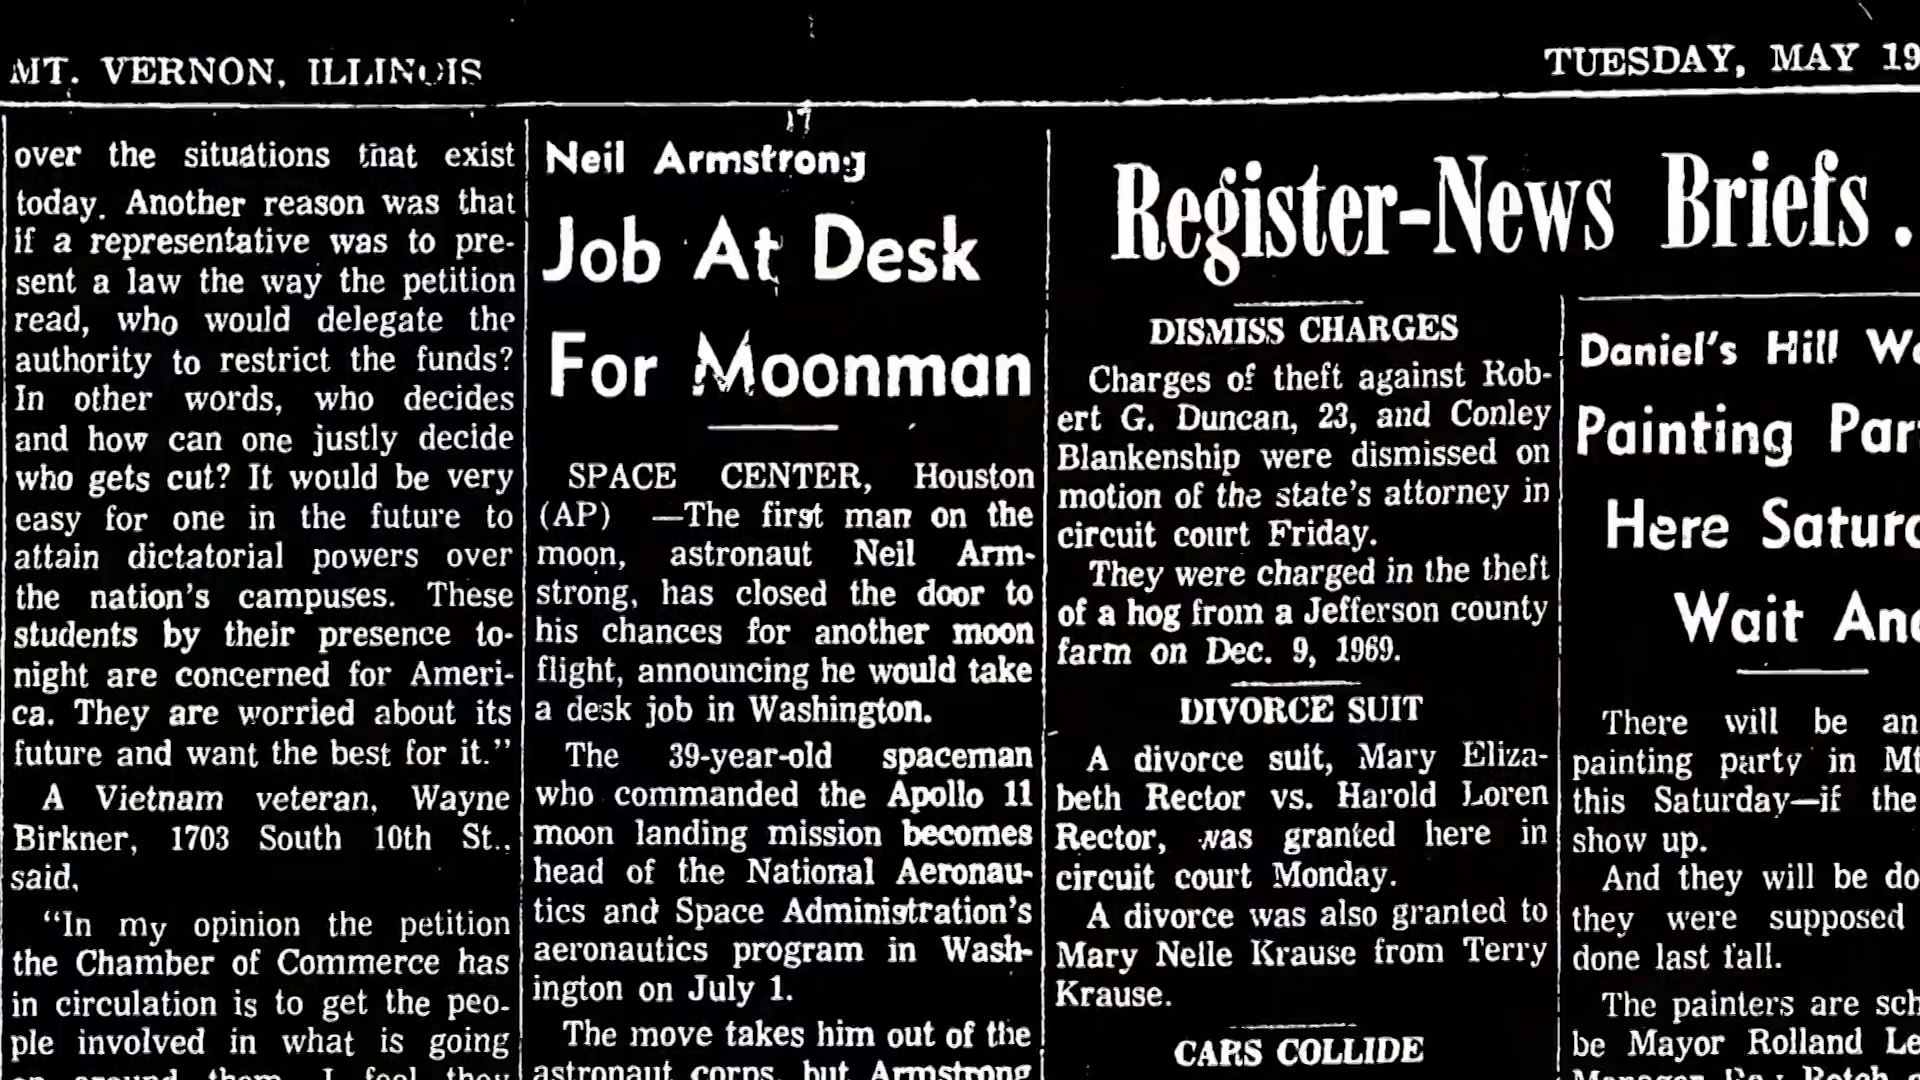 MT. VERNON, ILLINOIS
TUESDAY, MAY 19
over the situations that exist
today. Another reason was that
if a representative was to pre-
sent a law the way the petition
read, who would delegate the
authority to restrict the funds?
In other words, who decides
and how can one justly decide
who gets cut? It would be very
easy for one in the future to
attain dictatorial powers over
the nation's campuses. These
students by their presence to-
night are concerned for Ameri-
ca. They are worried about its
future and want the best for it."
A Vietnam veteran, Wayne
Birkner, 1703 South 10th St.,
said,
"In my opinion the petition
the Chamber of Commerce has
in circulation is to get the peo-
ple involved in what is going
on around them. I feel they
Neil Armstrong
Job At Desk
For Moonman
SPACE CENTER, Houston
(AP) —The first man on the
moon, astronaut Neil Arm-
strong, has closed the door to
his chances for another moon
flight, announcing he would take
a desk job in Washington.
The 39-year-old spaceman
who commanded the Apollo 11
moon landing mission becomes
head of the National Aeronau-
tics and Space Administration's
aeronautics program in Wash-
ington on July 1.
The move takes him out of the
astronaut corps, but Armstrong
Register-News Briefs .
DISMISS CHARGES
Charges of theft against Rob-
ert G. Duncan, 23, and Conley
Blankenship were dismissed on
motion of the state's attorney in
circuit court Friday.
They were charged in the theft
of a hog from a Jefferson county
farm on Dec. 9, 1969.
DIVORCE SUIT
A divorce suit, Mary Eliza-
beth Rector vs. Harold Loren
Rector, was granted here in
circuit court Monday.
A divorce was also granted to
Mary Nelle Krause from Terry
Krause.
CARS COLLIDE
Daniel's Hill
Painting
Here
Wait
There will be an
painting party in
this Saturday—if the
show up.
And they will be
they were supposed
done last fall.
The painters are
be Mayor Rolland